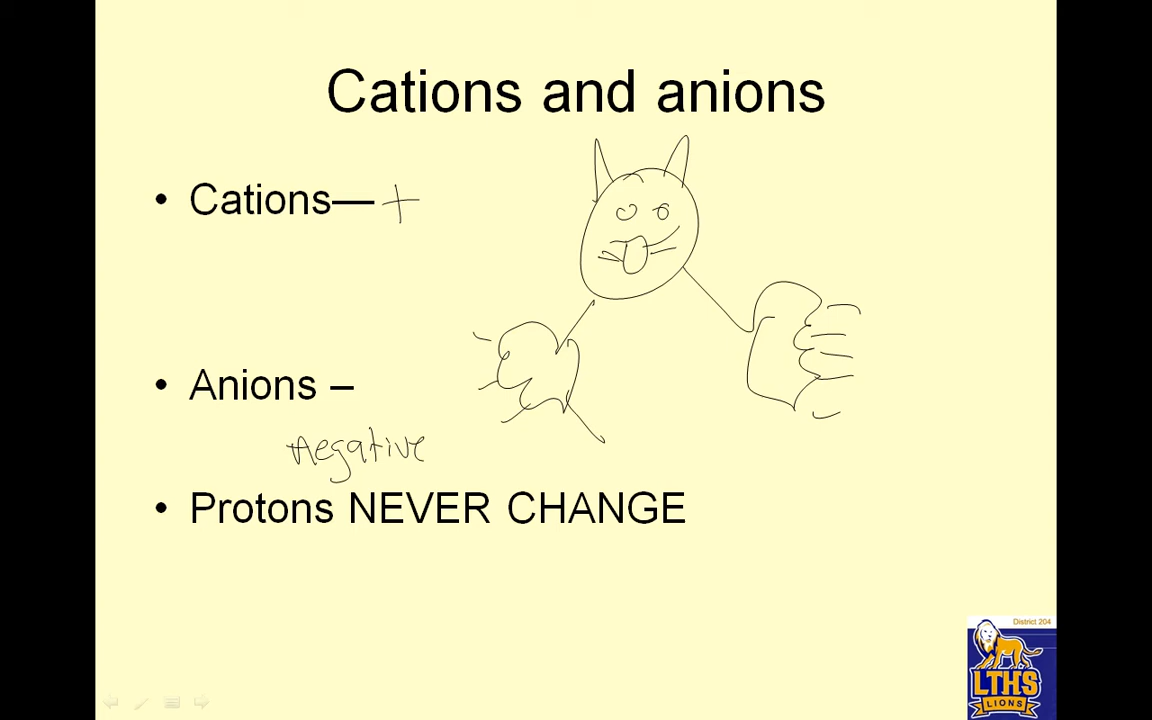 Cations and anions
• Cations— +
• Anions –
negative
• Protons NEVER CHANGE
District 204
LTHS
LIONS